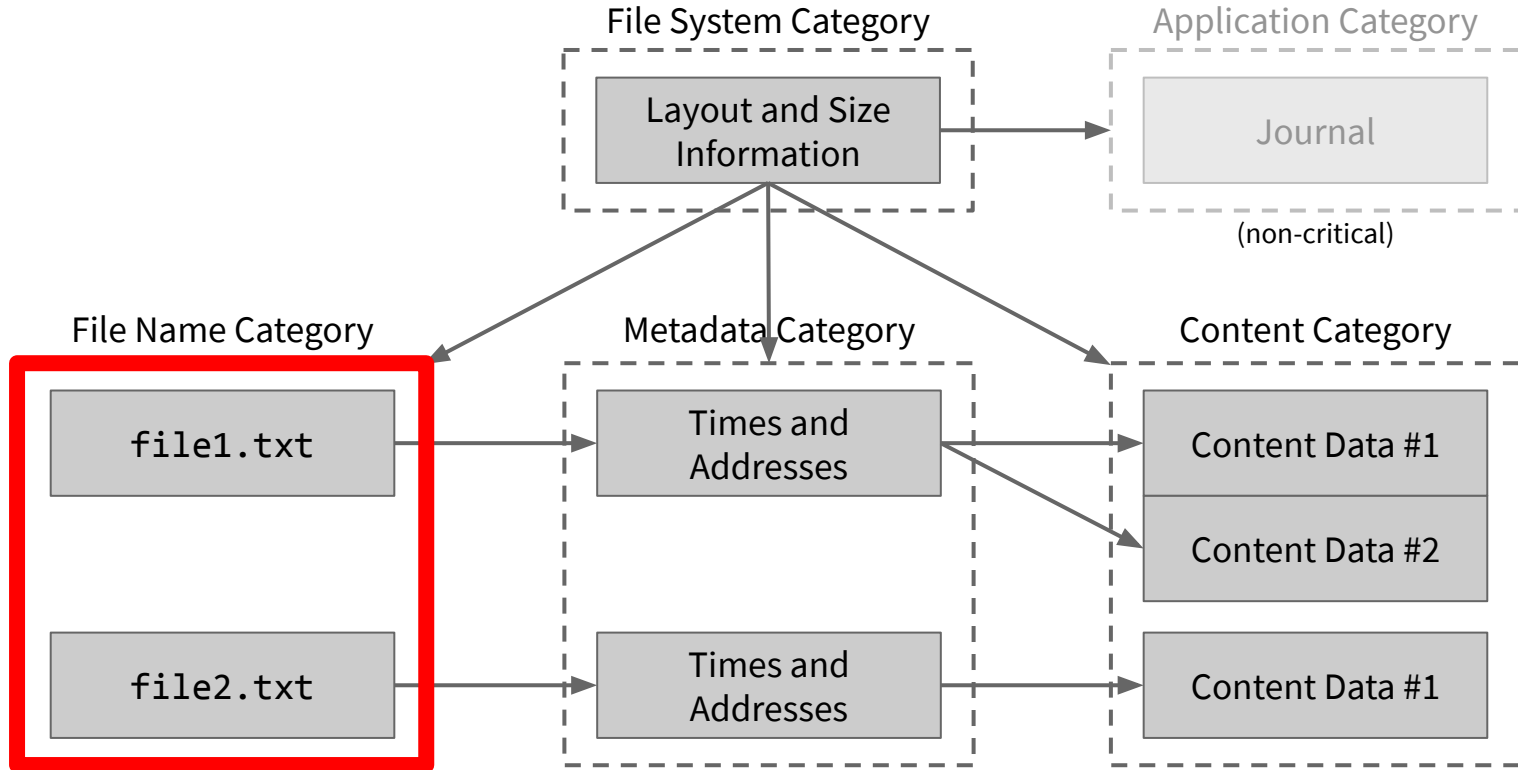 File System Category
Application Category
Layout and Size
Information
Journal
(non-critical)
File Name Category
Metadata Category
Content Category
file1.txt
Times and
Addresses
Content Data #1
Content Data #2
file2.txt
Times and
Addresses
Content Data #1